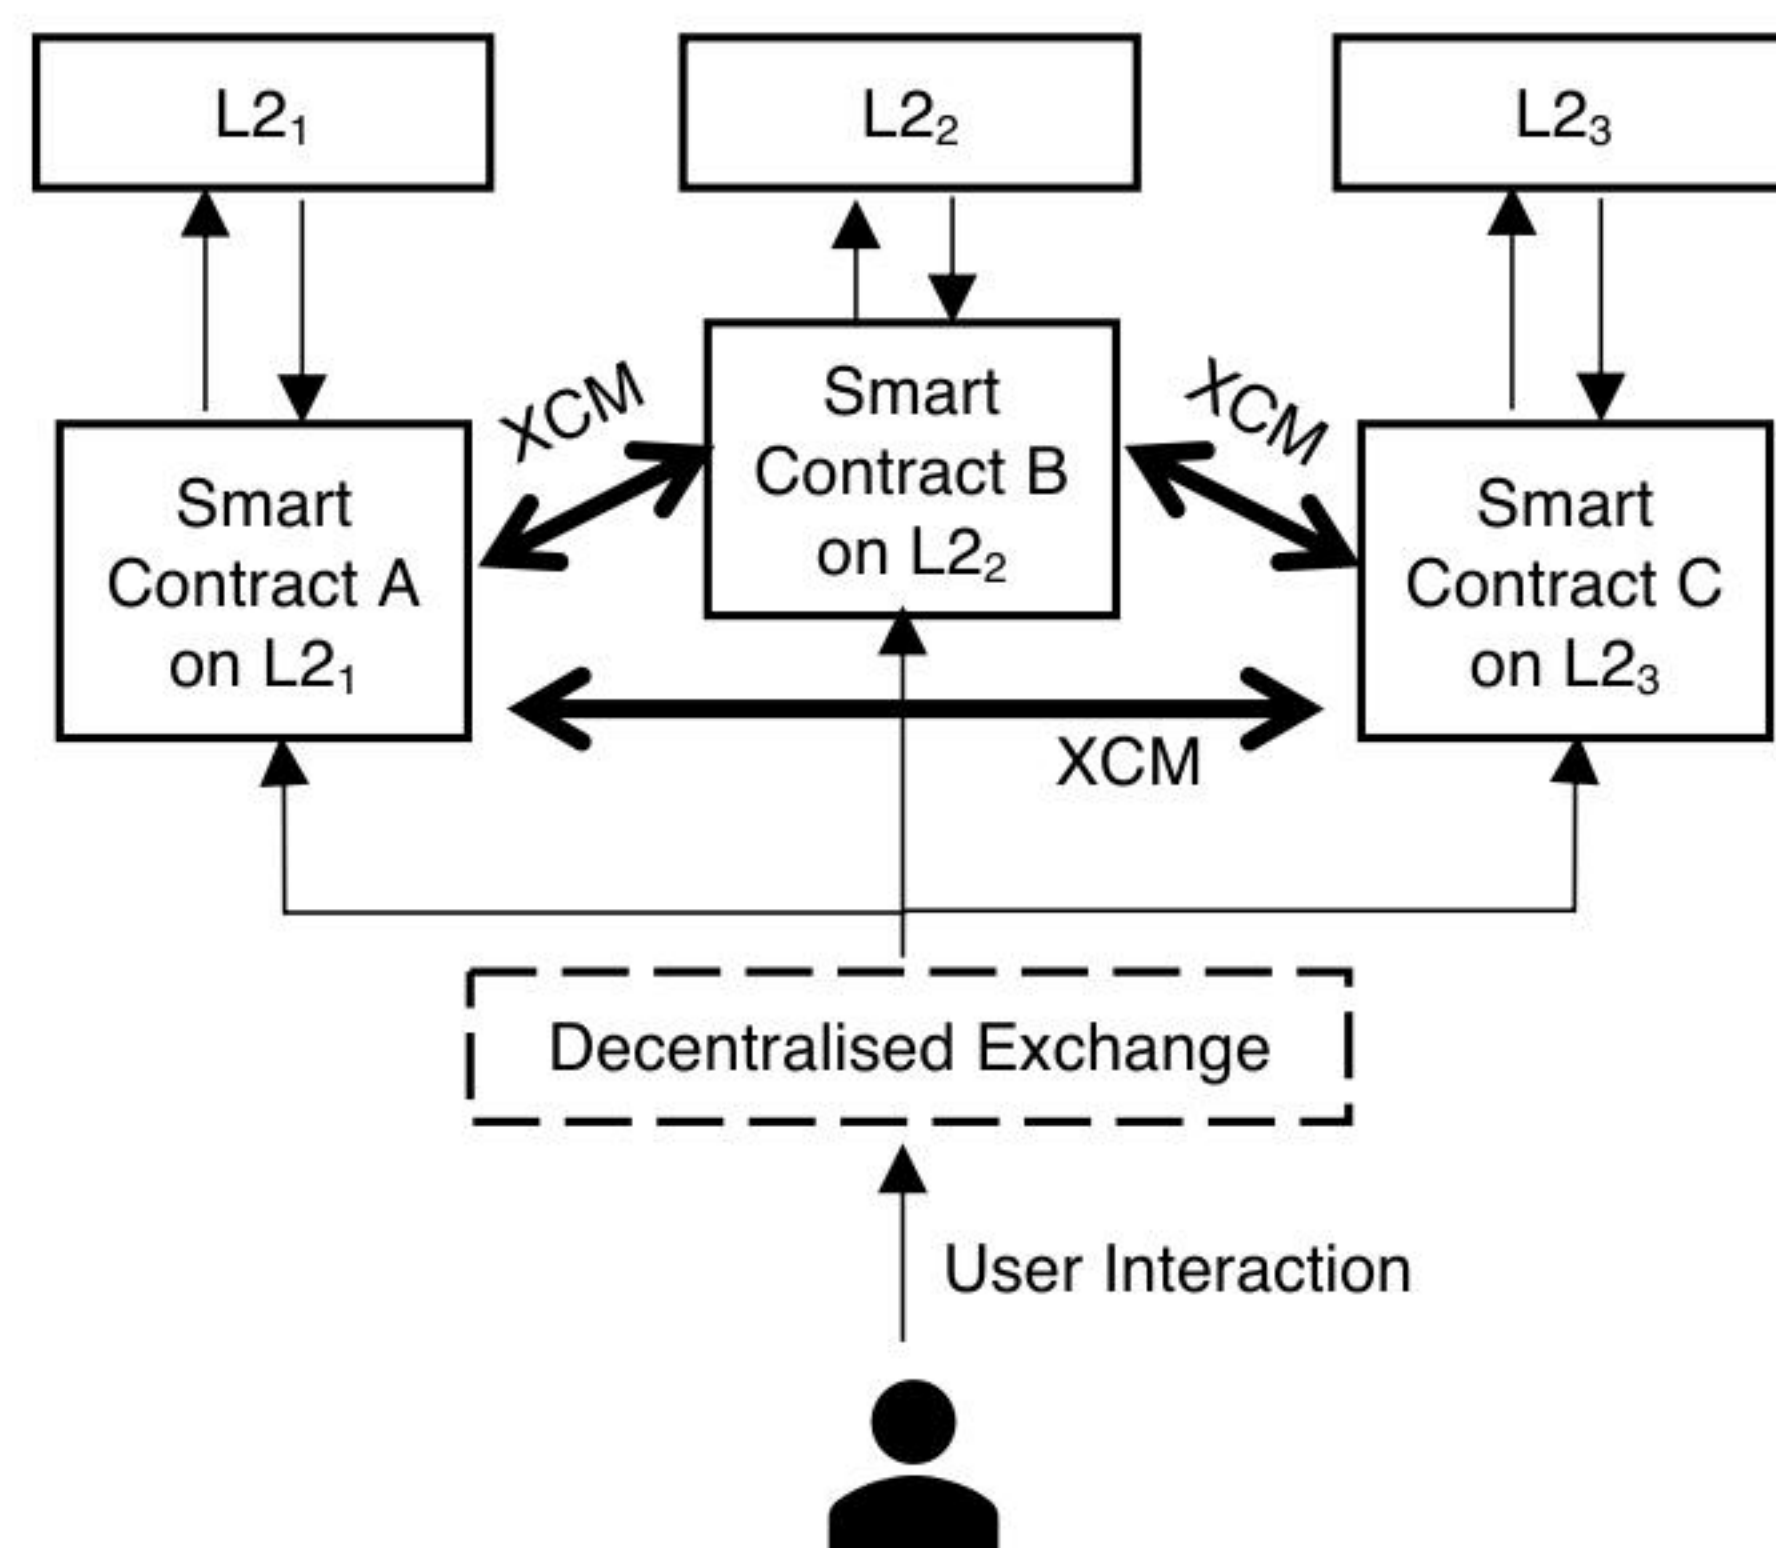 L2₁
L2₂
L2₃
XCM
XCM
Smart
Contract A
on L2₁
Smart
Contract B
on L2₂
Smart
Contract C
on L2₃
XCM
Decentralised Exchange
User Interaction